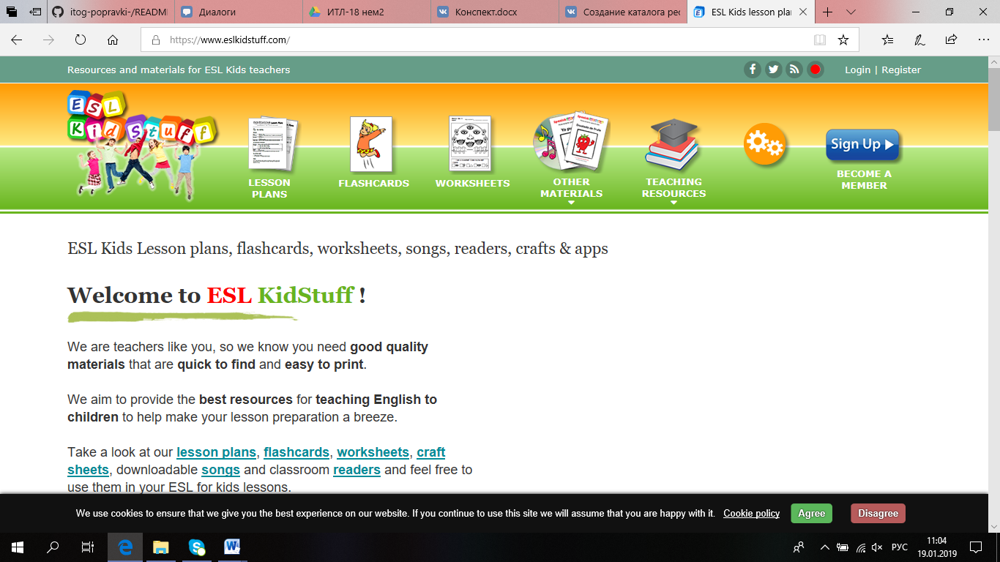 itog-popravki-/READMI
Диалоги
ИТЛ-18 нем2
Конспект.docx
Создание каталога рес
ESL Kids lesson plan
https://www.eslkidstuff.com/
Resources and materials for ESL Kids teachers
Login | Register
ESL
KidStuff
LESSON
PLANS
FLASHCARDS
WORKSHEETS
OTHER
MATERIALS
TEACHING
RESOURCES
Sign Up
BECOME A
MEMBER
ESL Kids Lesson plans, flashcards, worksheets, songs, readers, crafts & apps
Welcome to ESL KidStuff !
We are teachers like you, so we know you need good quality
materials that are quick to find and easy to print.
We aim to provide the best resources for teaching English to
children to help make your lesson preparation a breeze.
Take a look at our lesson plans, flashcards, worksheets, craft
sheets, downloadable songs and classroom readers and feel free to
use them in your ESL for kids lessons.
We use cookies to ensure that we give you the best experience on our website. If you continue to use this site we will assume that you are happy with it. Cookie policy Agree Disagree
РУС
11:04
19.01.2019